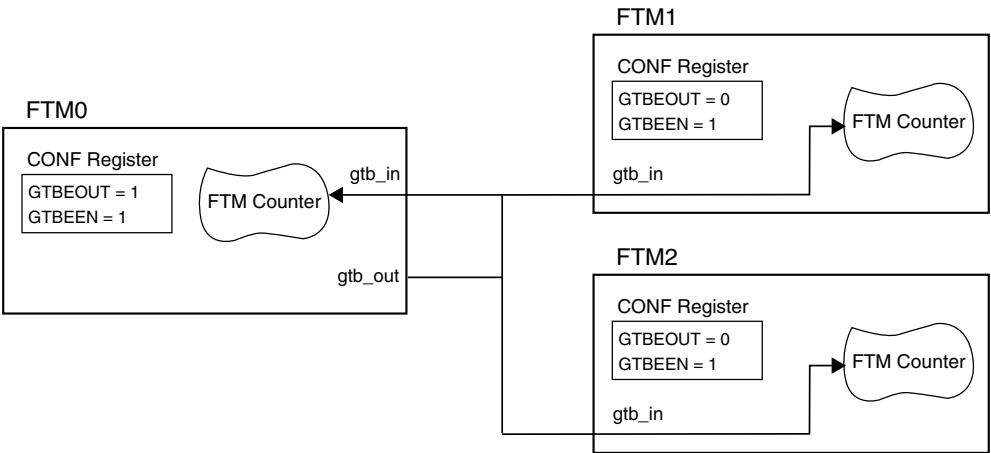 FTM0
CONF Register
GTBEOUT = 1
GTBEEN = 1
FTM Counter
gtb_in
gtb_out
FTM1
CONF Register
GTBEOUT = 0
GTBEEN = 1
FTM Counter
gtb_in
FTM2
CONF Register
GTBEOUT = 0
GTBEEN = 1
FTM Counter
gtb_in